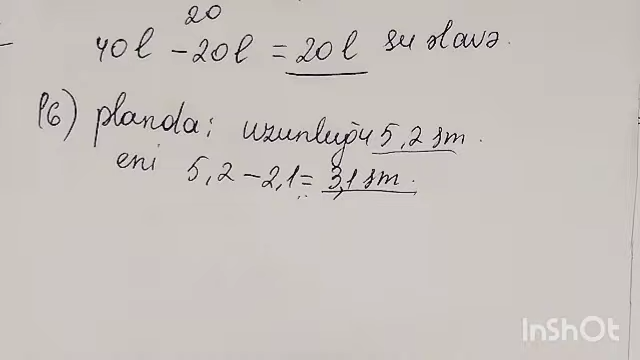 20
40l - 20l = 20l su əlavə.
16) planda; uzunluğu 5,2 sm.
eni 5,2 - 2,1 = 3,1 sm.
INSHOT